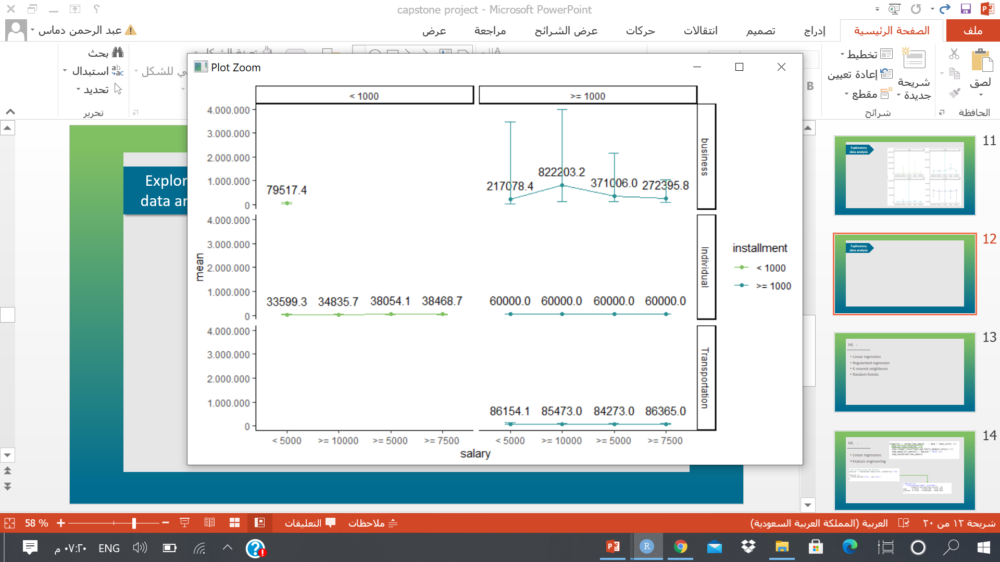 capstone project - Microsoft PowerPoint
ملف
الصفحة الرئيسية
إدراج
تصميم
انتقالات
حركات
عرض الشرائح
مراجعة
عرض
عبد الرحمن دماس
لصق
الحافظة
شريحة جديدة
تخطيط
إعادة تعيين
مقطع
شرائح
B
بحث
استبدال
تحديد
تحرير
Plot Zoom
< 1000
>= 1000
4.000.000
3.000.000
2.000.000
1.000.000
0
79517.4
217078.4
822203.2
371006.0
272395.8
business
4.000.000
3.000.000
2.000.000
1.000.000
0
33599.3 34835.7 38054.1 38468.7
60000.0 60000.0 60000.0 60000.0
Individual
4.000.000
3.000.000
2.000.000
1.000.000
0
86154.1 85473.0 84273.0 86365.0
Transportation
mean
< 5000 >= 10000 >= 5000 >= 7500
< 5000 >= 10000 >= 5000 >= 7500
salary
installment
< 1000
>= 1000
Explor
data ar
11
Exploratory
data analysis
12
Exploratory
data analysis
13
ML :
• Linear regression
• Regularized regression
• K-nearest neighbours
• Random forests
14
ML :
• Linear regression:
• Feature engineering
شريحة ١٢ من ٢٠
العربية (المملكة العربية السعودية)
ملاحظات
التعليقات
58 %
٠٧:٢٠ م
ENG